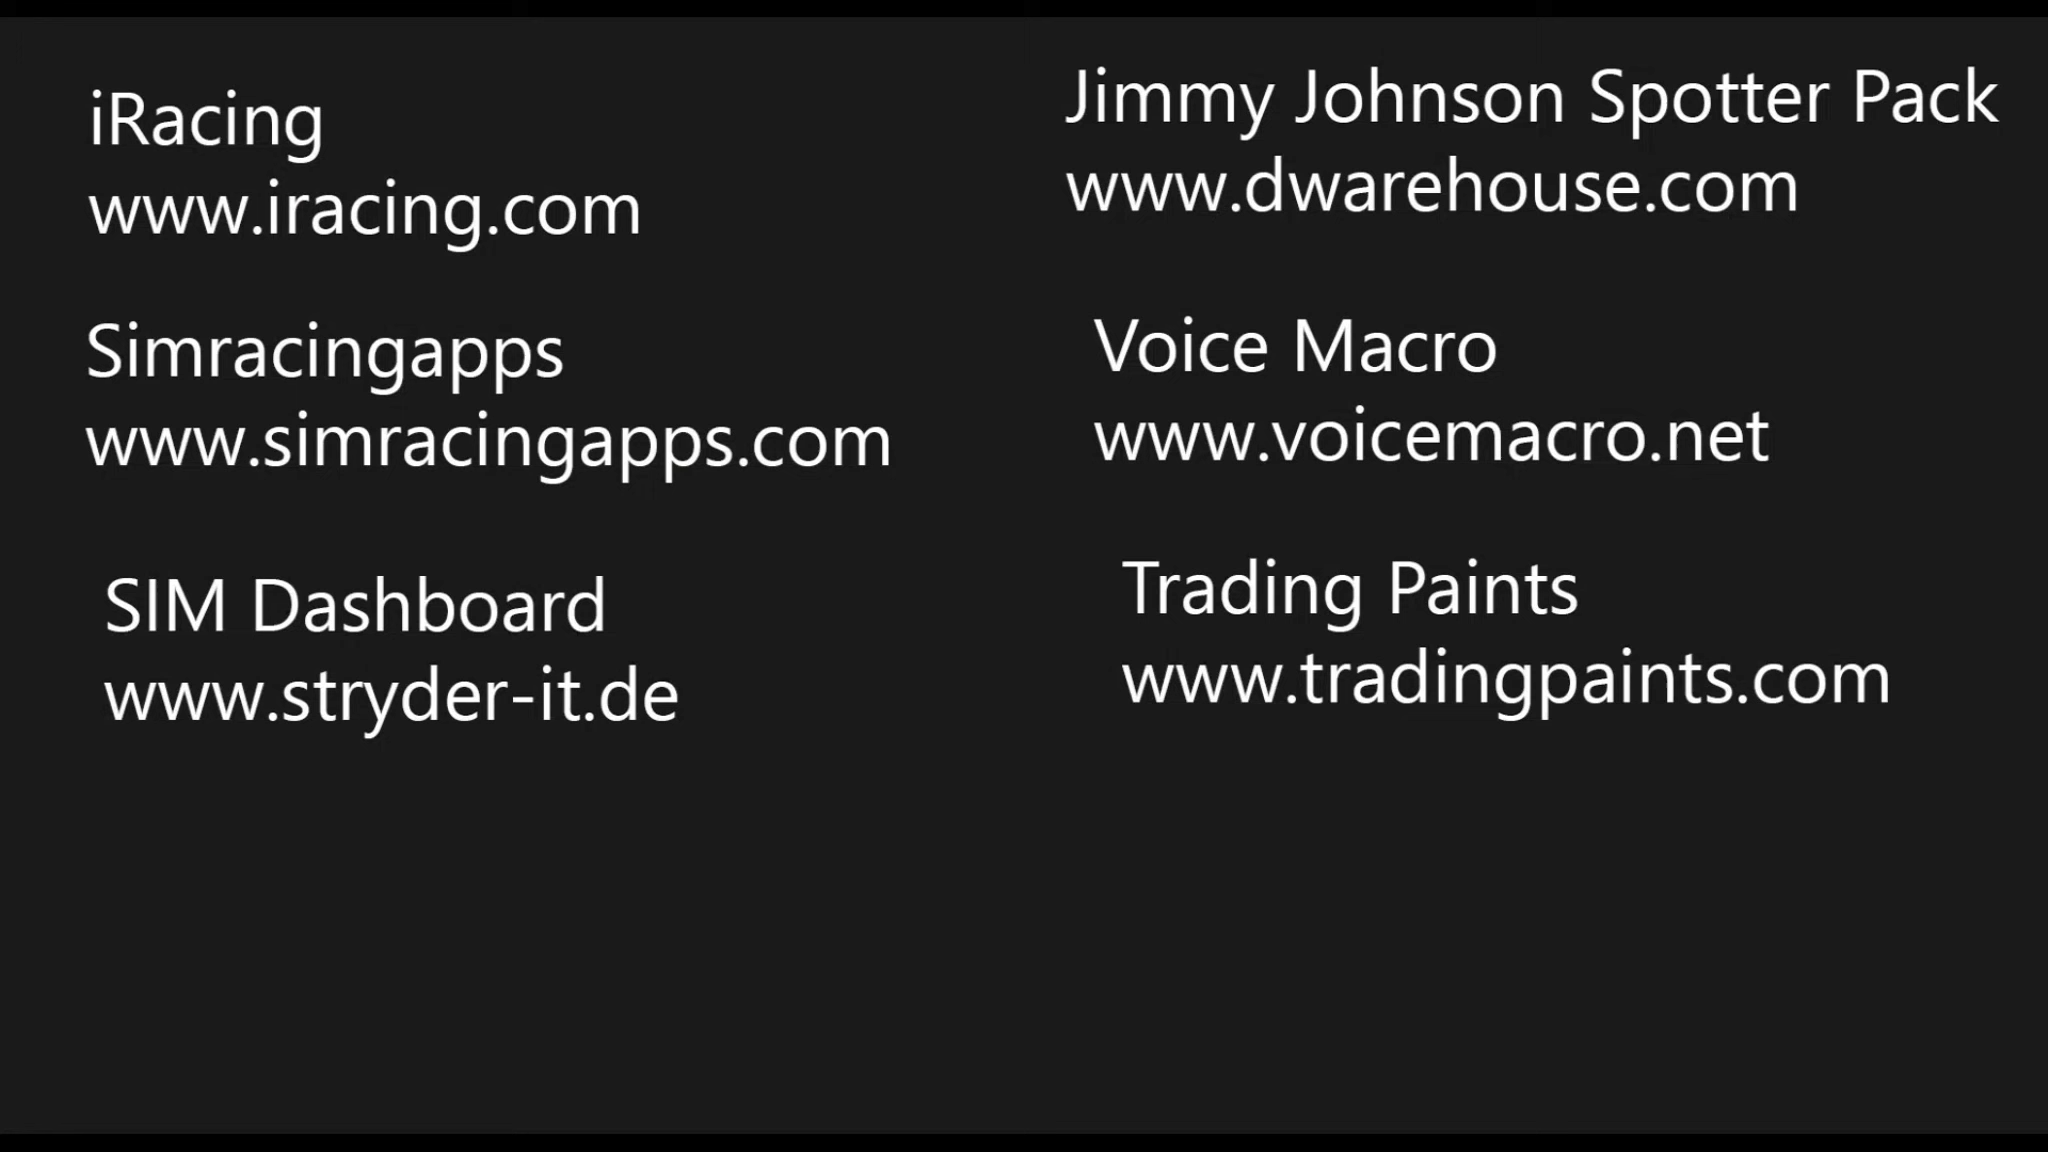 iRacing
www.iracing.com
Simracingapps
www.simracingapps.com
SIM Dashboard
www.stryder-it.de
Jimmy Johnson Spotter Pack
www.dwarehouse.com
Voice Macro
www.voicemacro.net
Trading Paints
www.tradingpaints.com